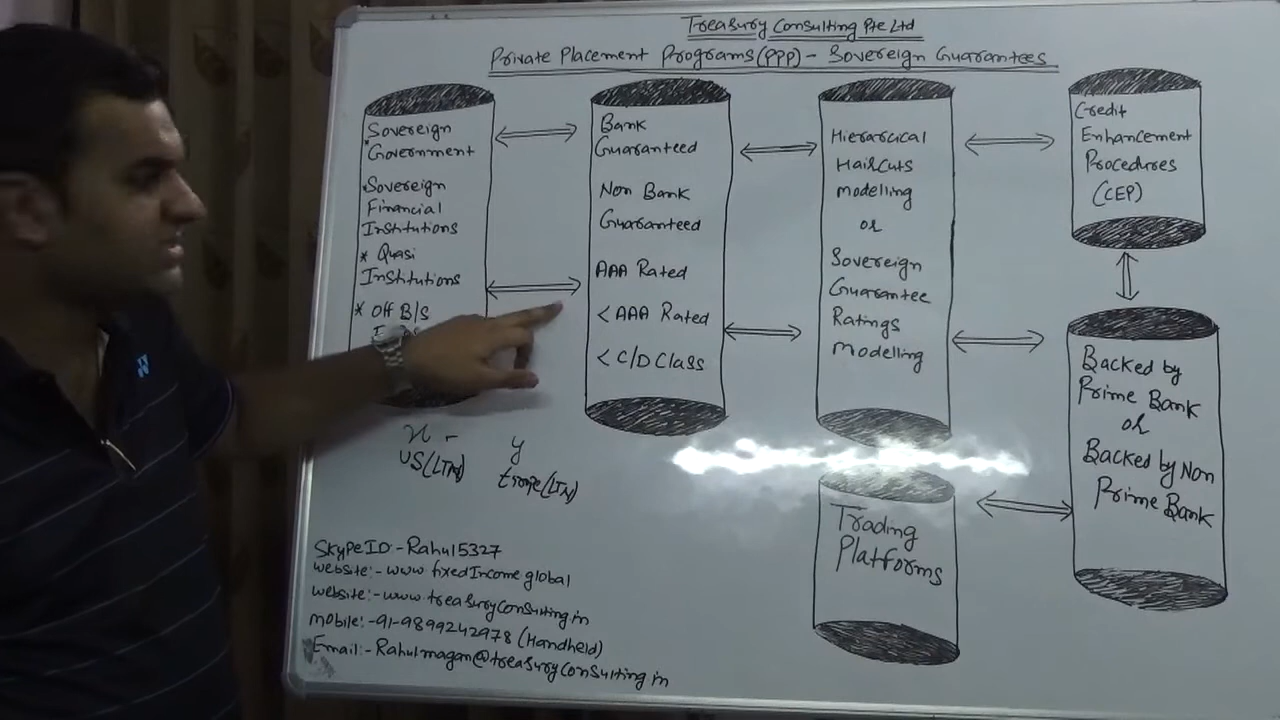 Treasury Consulting Pte Ltd
Private Placement Programs (PPP) - Sovereign Guarantees
Sovereign
*Government
*Sovereign
Financial
Institutions
* Quasi
Institutions
* Off B/S
Bank
Guaranteed
Non Bank
Guaranteed
AAA Rated
< AAA Rated
< C/D Class
Hierarcical
Haircuts
Modelling
or
Sovereign
Guarantee
Ratings
Modelling
Credit
Enhancement
Procedures
(CEP)
Backed by
Prime Bank
or
Backed by Non
Prime Bank
Trading
Platforms
x - y
US(LTN)
Europe(LTN)
Skype ID:-Rahul5327
website:-www fixedIncome global
website:-www.treasuryconsulting in
mobile:-91-9899242978 (Handheld)
Email:-Rahulmagan@treasuryconsulting in